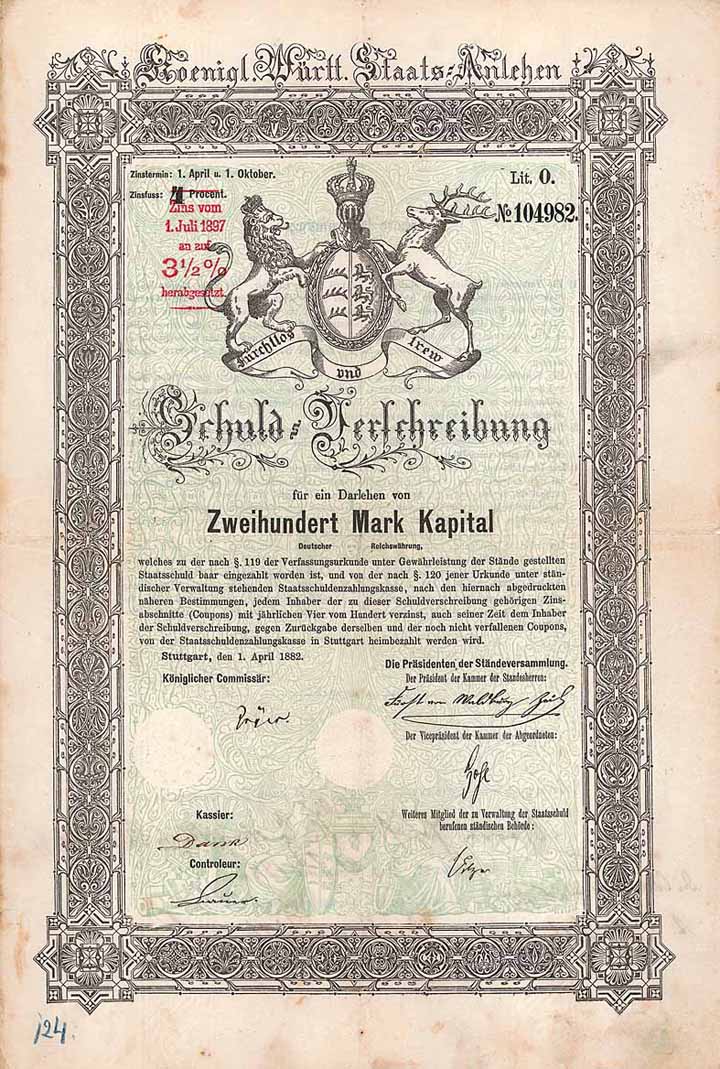 Koenigl. Württ. Staats-Anlehen
Zinstermin: 1. April u. 1. Oktober.
Zinsfuss: 4 Procent.
Zins vom
1. Juli 1897
an auf
3 1/2 %
herabgesetzt.
Lit. O.
№ 104982.
furchtlos
und
trew
Schuld-Verschreibung
für ein Darlehen von
Zweihundert Mark Kapital
Deutscher Reichswährung,
welches zu der nach §. 119 der Verfassungsurkunde unter Gewährleistung der Stände gestellten
Staatsschuld baar eingezahlt worden ist, und von der nach §. 120 jener Urkunde unter stän-
discher Verwaltung stehenden Staatsschuldenzahlungskasse, nach den hiernach abgedruckten
näheren Bestimmungen, jedem Inhaber der zu dieser Schuldverschreibung gehörigen Zins-
abschnitte (Coupons) mit jährlichen Vier vom Hundert verzinst, auch seiner Zeit dem Inhaber
der Schuldverschreibung, gegen Zurückgabe derselben und der noch nicht verfallenen Coupons,
von der Staatsschuldenzahlungskasse in Stuttgart heimbezahlt werden wird.
Stuttgart, den 1. April 1882.
Königlicher Commissär:
Die Präsidenten der Ständeversammlung.
Der Präsident der Kammer der Standesherren:
Fürst von Waldburg Zeil
Der Vicepräsident der Kammer der Abgeordneten:
Hohl
Kassier:
Weiteres Mitglied der zu Verwaltung der Staatsschuld
berufenen ständischen Behörde:
Controleur:
124.